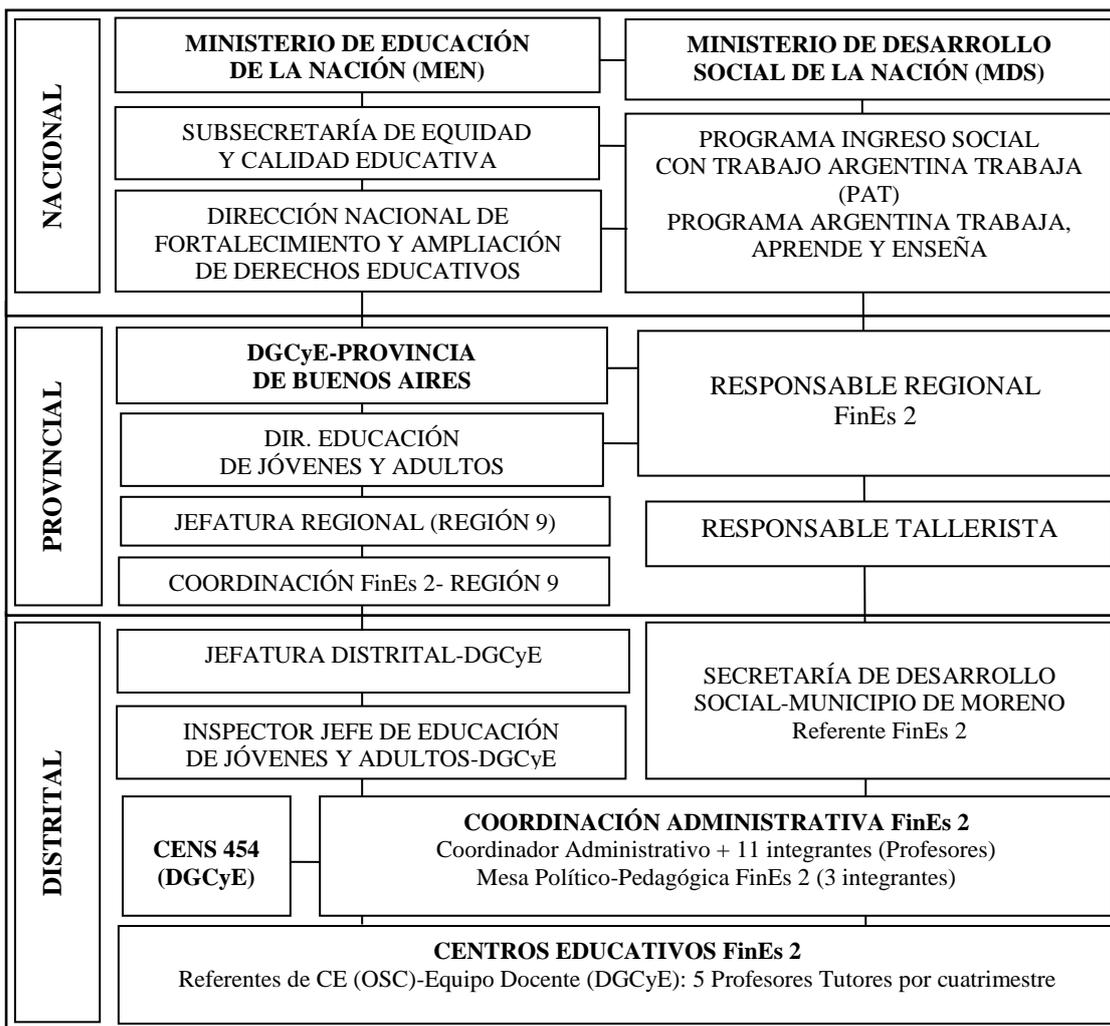 NACIONAL
MINISTERIO DE EDUCACIÓN
DE LA NACIÓN (MEN)
MINISTERIO DE DESARROLLO
SOCIAL DE LA NACIÓN (MDS)
SUBSECRETARÍA DE EQUIDAD
Y CALIDAD EDUCATIVA
DIRECCIÓN NACIONAL DE
FORTALECIMIENTO Y AMPLIACIÓN
DE DERECHOS EDUCATIVOS
PROGRAMA INGRESO SOCIAL
CON TRABAJO ARGENTINA TRABAJA
(PAT)
PROGRAMA ARGENTINA TRABAJA,
APRENDE Y ENSEÑA
PROVINCIAL
DGCyE-PROVINCIA
DE BUENOS AIRES
DIR. EDUCACIÓN
DE JÓVENES Y ADULTOS
JEFATURA REGIONAL (REGIÓN 9)
COORDINACIÓN FinEs 2- REGIÓN 9
RESPONSABLE REGIONAL
FinEs 2
RESPONSABLE TALLERISTA
DISTRITAL
JEFATURA DISTRITAL-DGCyE
INSPECTOR JEFE DE EDUCACIÓN
DE JÓVENES Y ADULTOS-DGCyE
SECRETARÍA DE DESARROLLO
SOCIAL-MUNICIPIO DE MORENO
Referente FinEs 2
CENS 454
(DGCyE)
COORDINACIÓN ADMINISTRATIVA FinEs 2
Coordinador Administrativo + 11 integrantes (Profesores)
Mesa Político-Pedagógica FinEs 2 (3 integrantes)
CENTROS EDUCATIVOS FinEs 2
Referentes de CE (OSC)-Equipo Docente (DGCyE): 5 Profesores Tutores por cuatrimestre